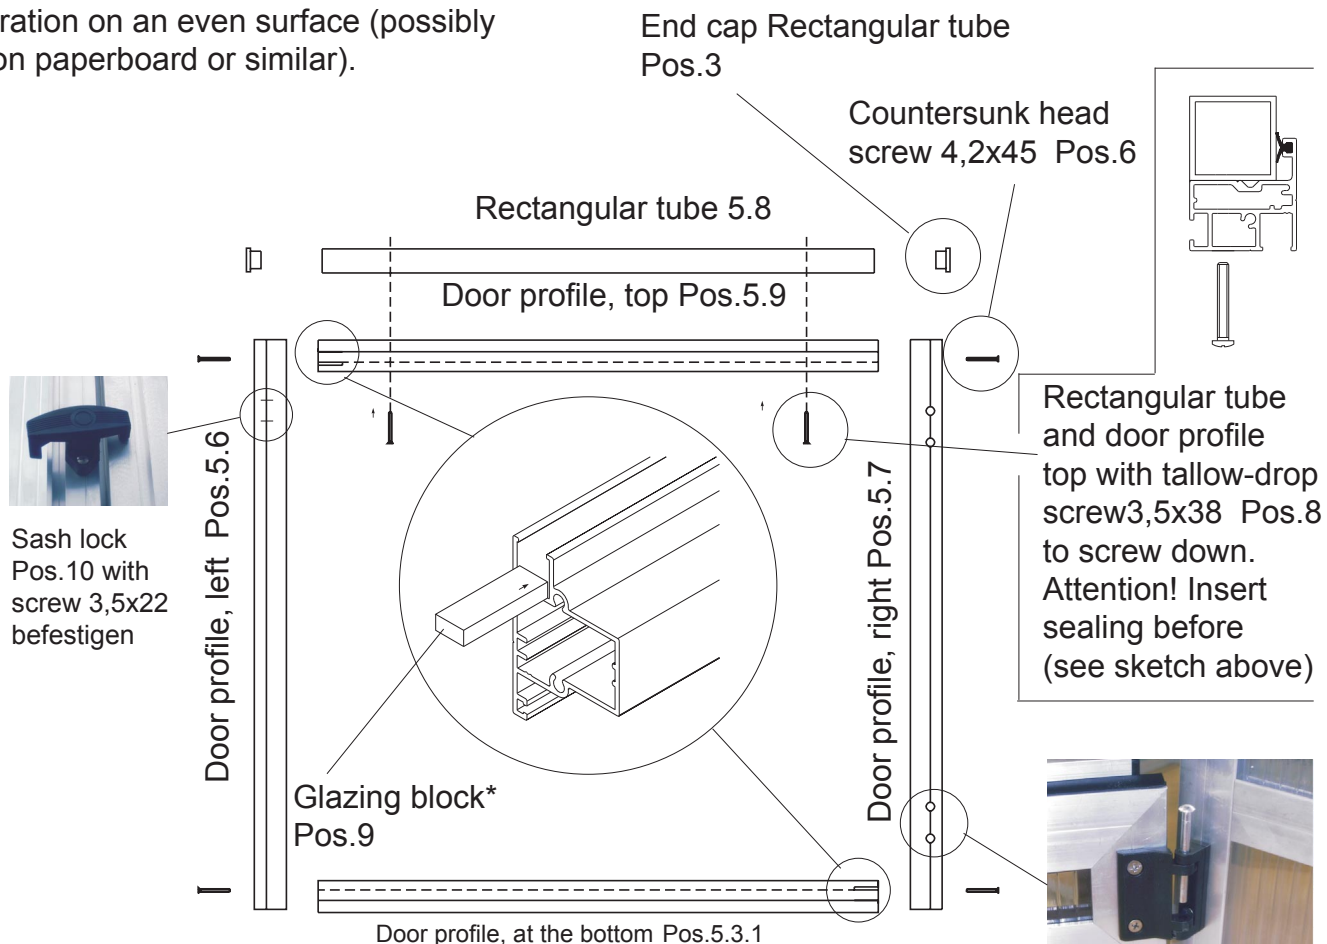 ration on an even surface (possibly
on paperboard or similar).
End cap Rectangular tube
Pos.3
Countersunk head
screw 4,2x45 Pos.6
Rectangular tube 5.8
Door profile, top Pos.5.9
Door profile, left Pos.5.6
Door profile, right Pos.5.7
Sash lock
Pos.10 with
screw 3,5x22
befestigen
Rectangular tube
and door profile
top with tallow-drop
screw3,5x38 Pos.8
to screw down.
Attention! Insert
sealing before
(see sketch above)
Glazing block*
Pos.9
Door profile, at the bottom Pos.5.3.1